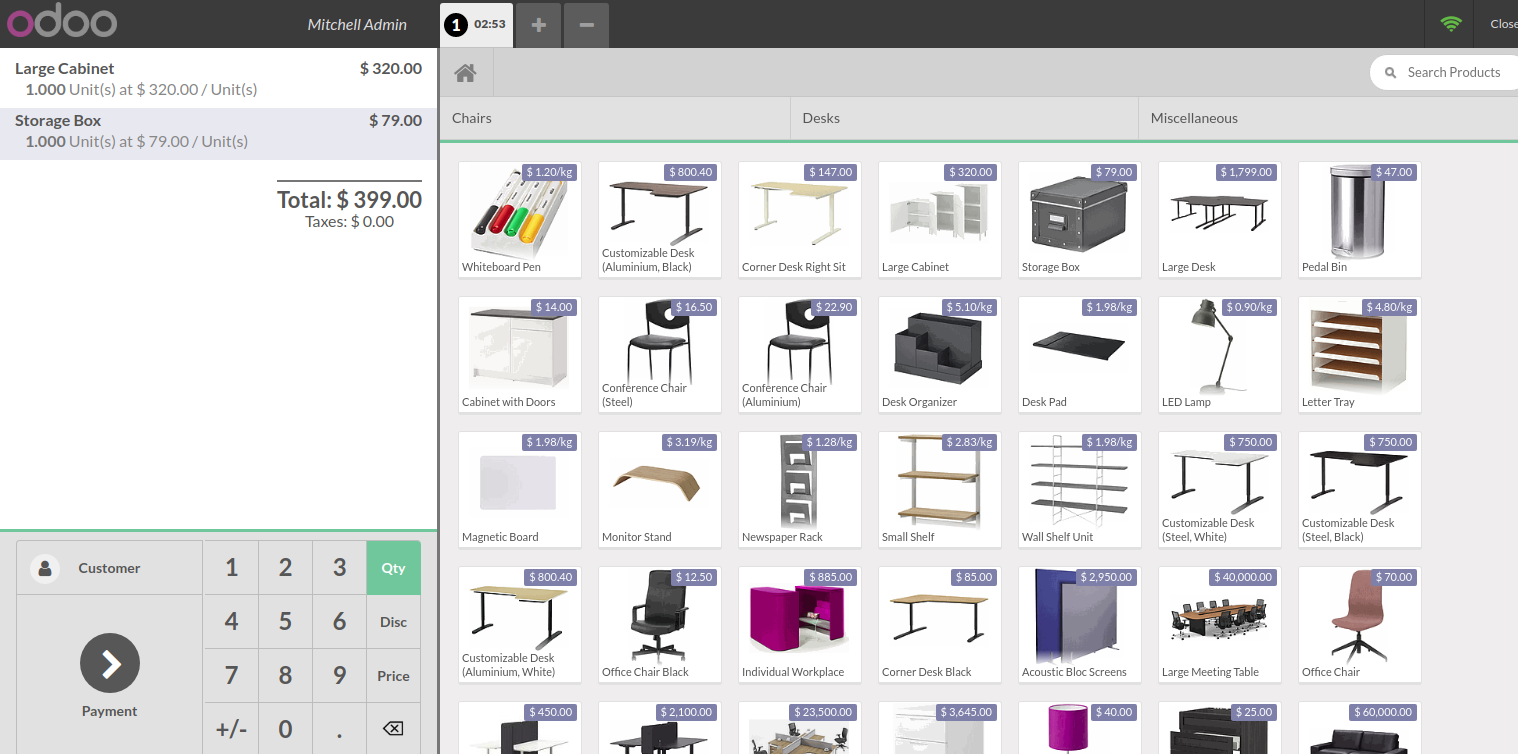 odoo
Mitchell Admin
1 02:53
+
−
Close
Large Cabinet $ 320.00
1.000 Unit(s) at $ 320.00 / Unit(s)
Storage Box $ 79.00
1.000 Unit(s) at $ 79.00 / Unit(s)
Total: $ 399.00
Taxes: $ 0.00
Customer
Payment
1 2 3 Qty
4 5 6 Disc
7 8 9 Price
+/- 0 .
Search Products
Chairs Desks Miscellaneous
$ 1.20/kg
Whiteboard Pen
$ 800.40
Customizable Desk
(Aluminium, Black)
$ 147.00
Corner Desk Right Sit
$ 320.00
Large Cabinet
$ 79.00
Storage Box
$ 1,799.00
Large Desk
$ 47.00
Pedal Bin
$ 14.00
Cabinet with Doors
$ 16.50
Conference Chair
(Steel)
$ 22.90
Conference Chair
(Aluminium)
$ 5.10/kg
Desk Organizer
$ 1.98/kg
Desk Pad
$ 0.90/kg
LED Lamp
$ 4.80/kg
Letter Tray
$ 1.98/kg
Magnetic Board
$ 3.19/kg
Monitor Stand
$ 1.28/kg
Newspaper Rack
$ 2.83/kg
Small Shelf
$ 1.98/kg
Wall Shelf Unit
$ 750.00
Customizable Desk
(Steel, White)
$ 750.00
Customizable Desk
(Steel, Black)
$ 800.40
Customizable Desk
(Aluminium, White)
$ 12.50
Office Chair Black
$ 885.00
Individual Workplace
$ 85.00
Corner Desk Black
$ 2,950.00
Acoustic Bloc Screens
$ 40,000.00
Large Meeting Table
$ 70.00
Office Chair
$ 450.00
$ 2,100.00
$ 23,500.00
$ 3,645.00
$ 40.00
$ 25.00
$ 60,000.00